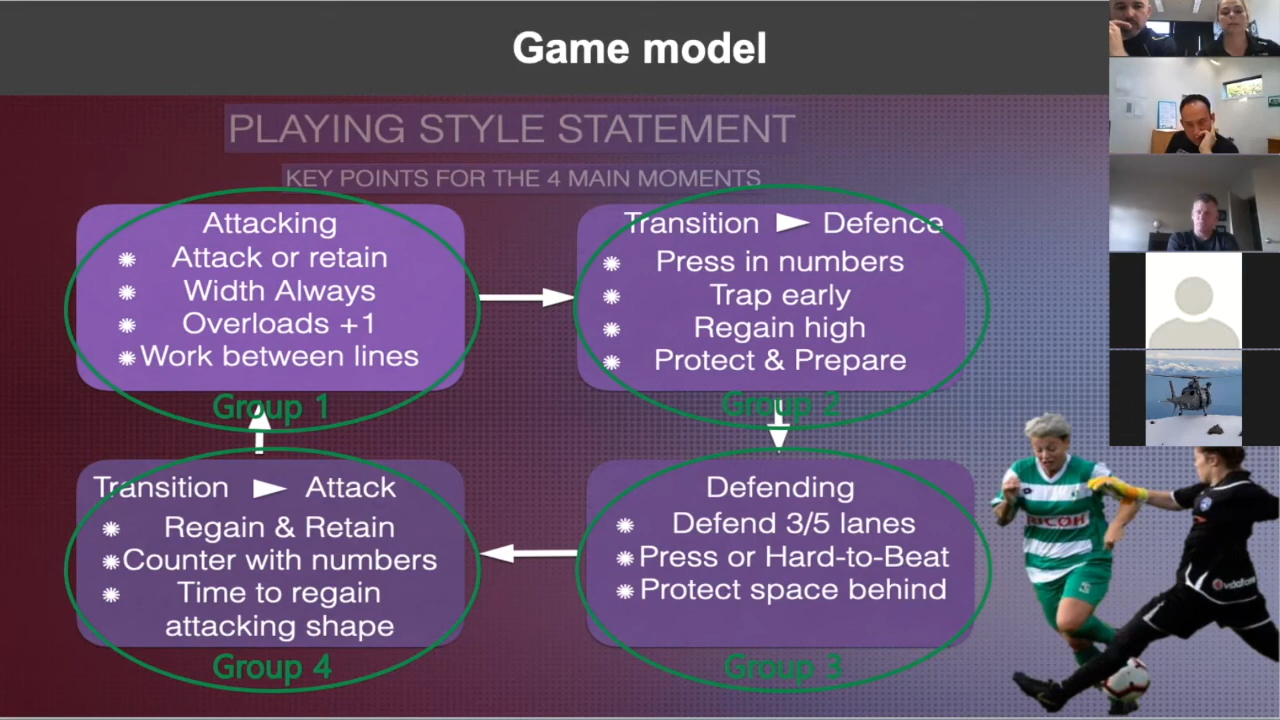 Game model
PLAYING STYLE STATEMENT
KEY POINTS FOR THE 4 MAIN MOMENTS
Attacking
Attack or retain
Width Always
Overloads +1
Work between lines
Group 1
Transition ► Defence
Press in numbers
Trap early
Regain high
Protect & Prepare
Group 2
Transition ► Attack
Regain & Retain
Counter with numbers
Time to regain
attacking shape
Group 4
Defending
Defend 3/5 lanes
Press or Hard-to-Beat
Protect space behind
Group 3
RICOH
vodafone